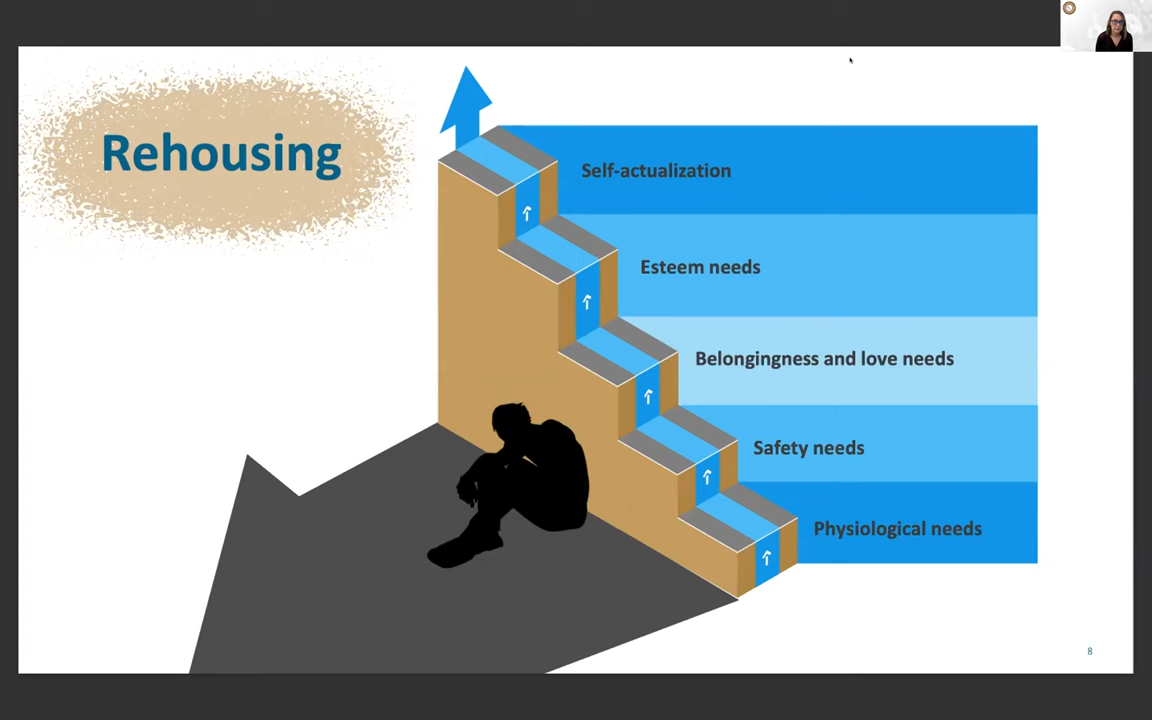 Rehousing
Self-actualization
Esteem needs
Belongingness and love needs
Safety needs
Physiological needs
8